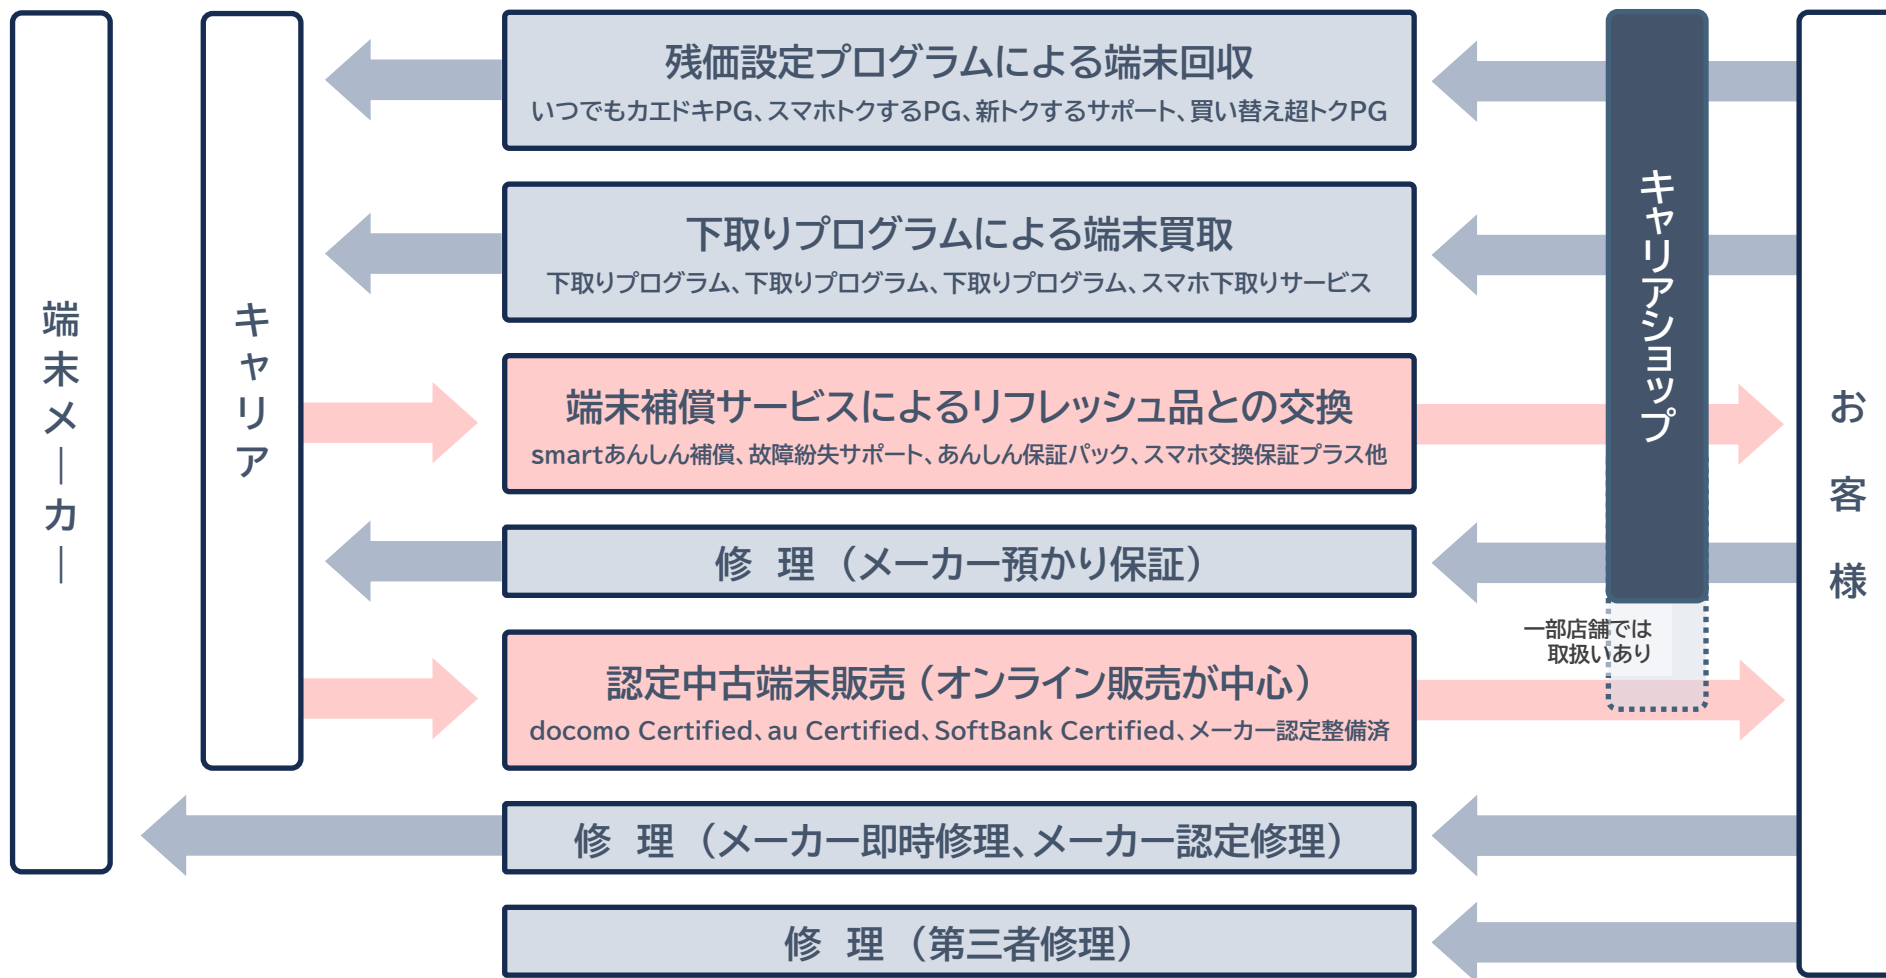 端末メーカー
キャリア
残価設定プログラムによる端末回収
いつでもカエドキPG、スマホトクするPG、新トクするサポート、買い替え超トクPG
下取りプログラムによる端末買取
下取りプログラム、下取りプログラム、下取りプログラム、スマホ下取りサービス
端末補償サービスによるリフレッシュ品との交換
smartあんしん補償、故障紛失サポート、あんしん保証パック、スマホ交換保証プラス他
修 理 (メーカー預かり保証)
認定中古端末販売(オンライン販売が中心)
docomo Certified、au Certified、SoftBank Certified、メーカー認定整備済
修 理 (メーカー即時修理、メーカー認定修理)
修 理 (第三者修理)
キャリアショップ
一部店舗では
取扱いあり
お客様